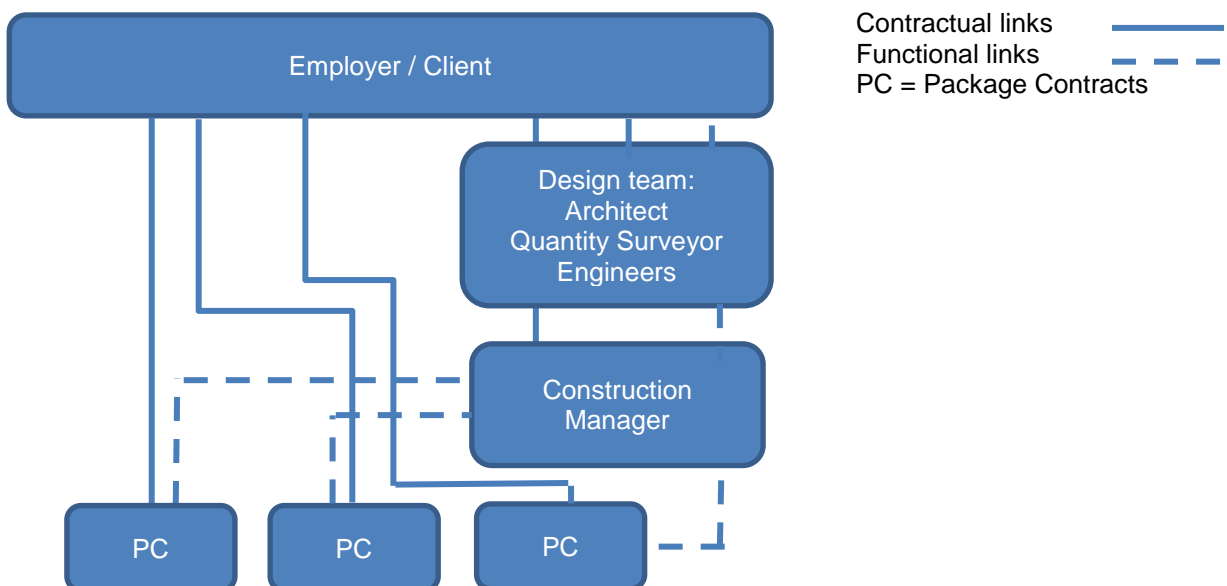 Employer / Client
Contractual links
Functional links
PC = Package Contracts
Design team:
Architect
Quantity Surveyor
Engineers
Construction
Manager
PC
PC
PC